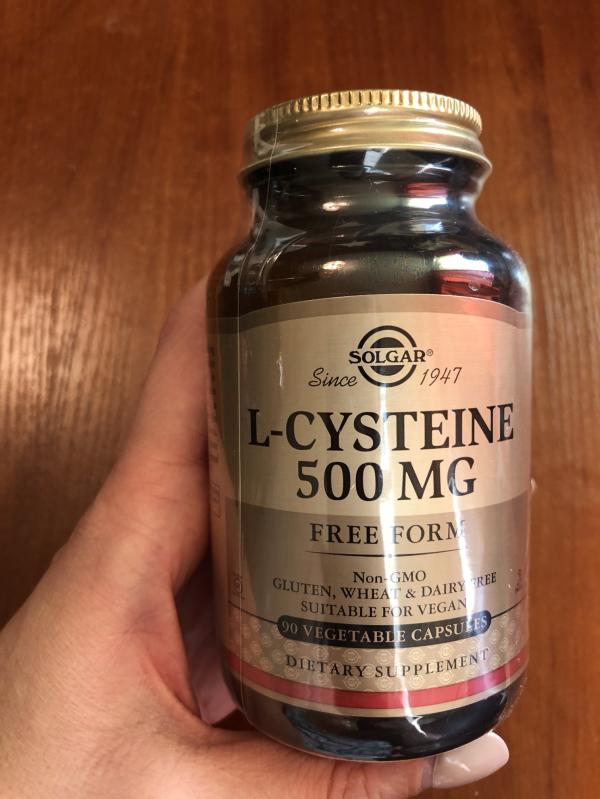 SOLGAR®
Since 1947
L-CYSTEINE
500 MG
FREE FORM
Non-GMO
GLUTEN, WHEAT & DAIRY FREE
SUITABLE FOR VEGAN
90 VEGETABLE CAPSULES
DIETARY SUPPLEMENT